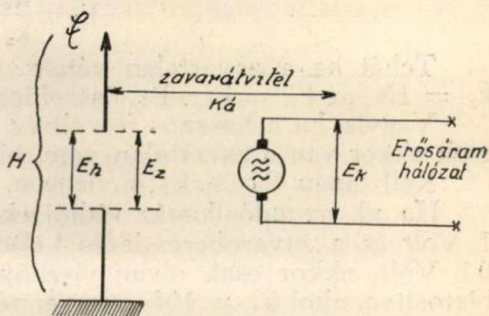 ℰ
zavarátvitel
Ká
H
Eh
Ez
Ek
Erősáram
hálózat